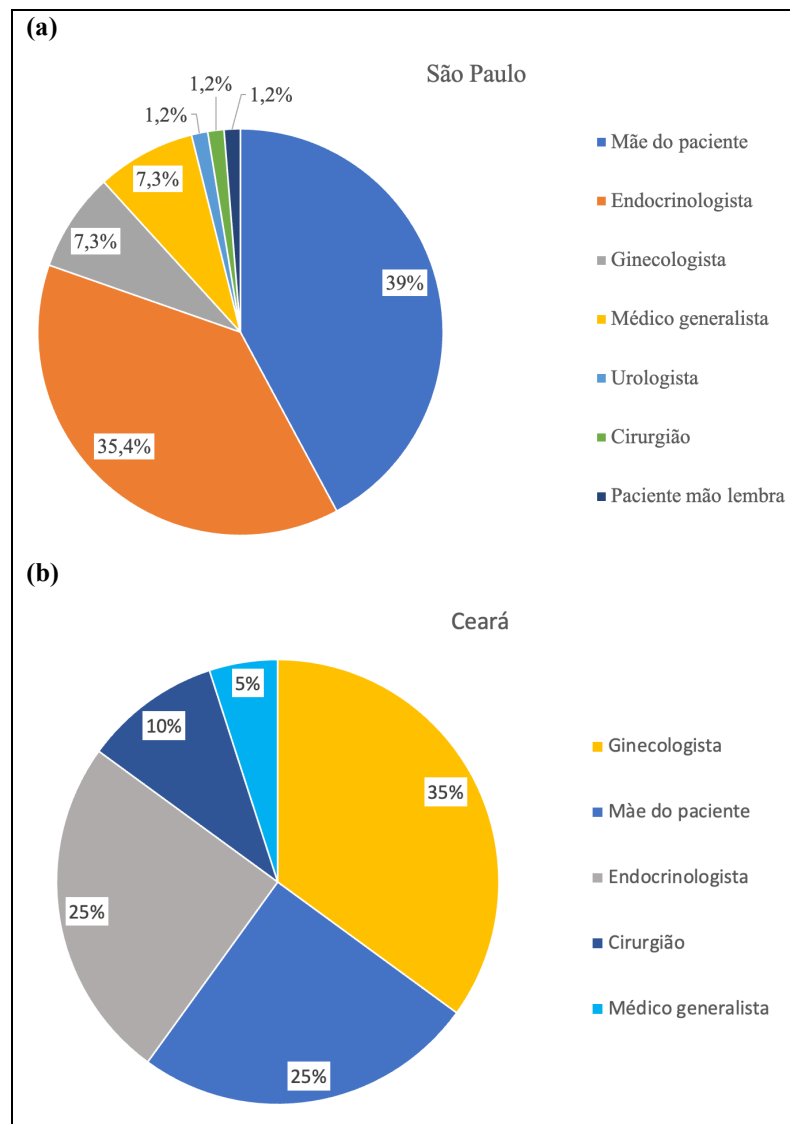 (a)
São Paulo
1,2%
1,2%
1,2%
7,3%
7,3%
39%
35,4%
Mãe do paciente
Endocrinologista
Ginecologista
Médico generalista
Urologista
Cirurgião
Paciente mão lembra
(b)
Ceará
5%
10%
35%
25%
25%
Ginecologista
Màe do paciente
Endocrinologista
Cirurgião
Médico generalista